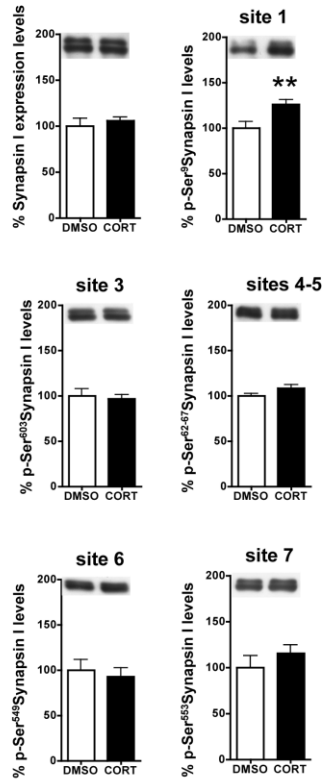 % Synapsin I expression levels
200
150
100
50
0
DMSO CORT
site 1
% p-Ser⁹Synapsin I levels
200
150
100
50
0
**
DMSO CORT
site 3
% p-Ser⁶⁰³Synapsin I levels
200
150
100
50
0
DMSO CORT
sites 4-5
% p-Ser⁶²⁻⁶⁷Synapsin I levels
200
150
100
50
0
DMSO CORT
site 6
% p-Ser⁵⁴⁹Synapsin I levels
200
150
100
50
0
DMSO CORT
site 7
% p-Ser⁵⁵³Synapsin I levels
200
150
100
50
0
DMSO CORT